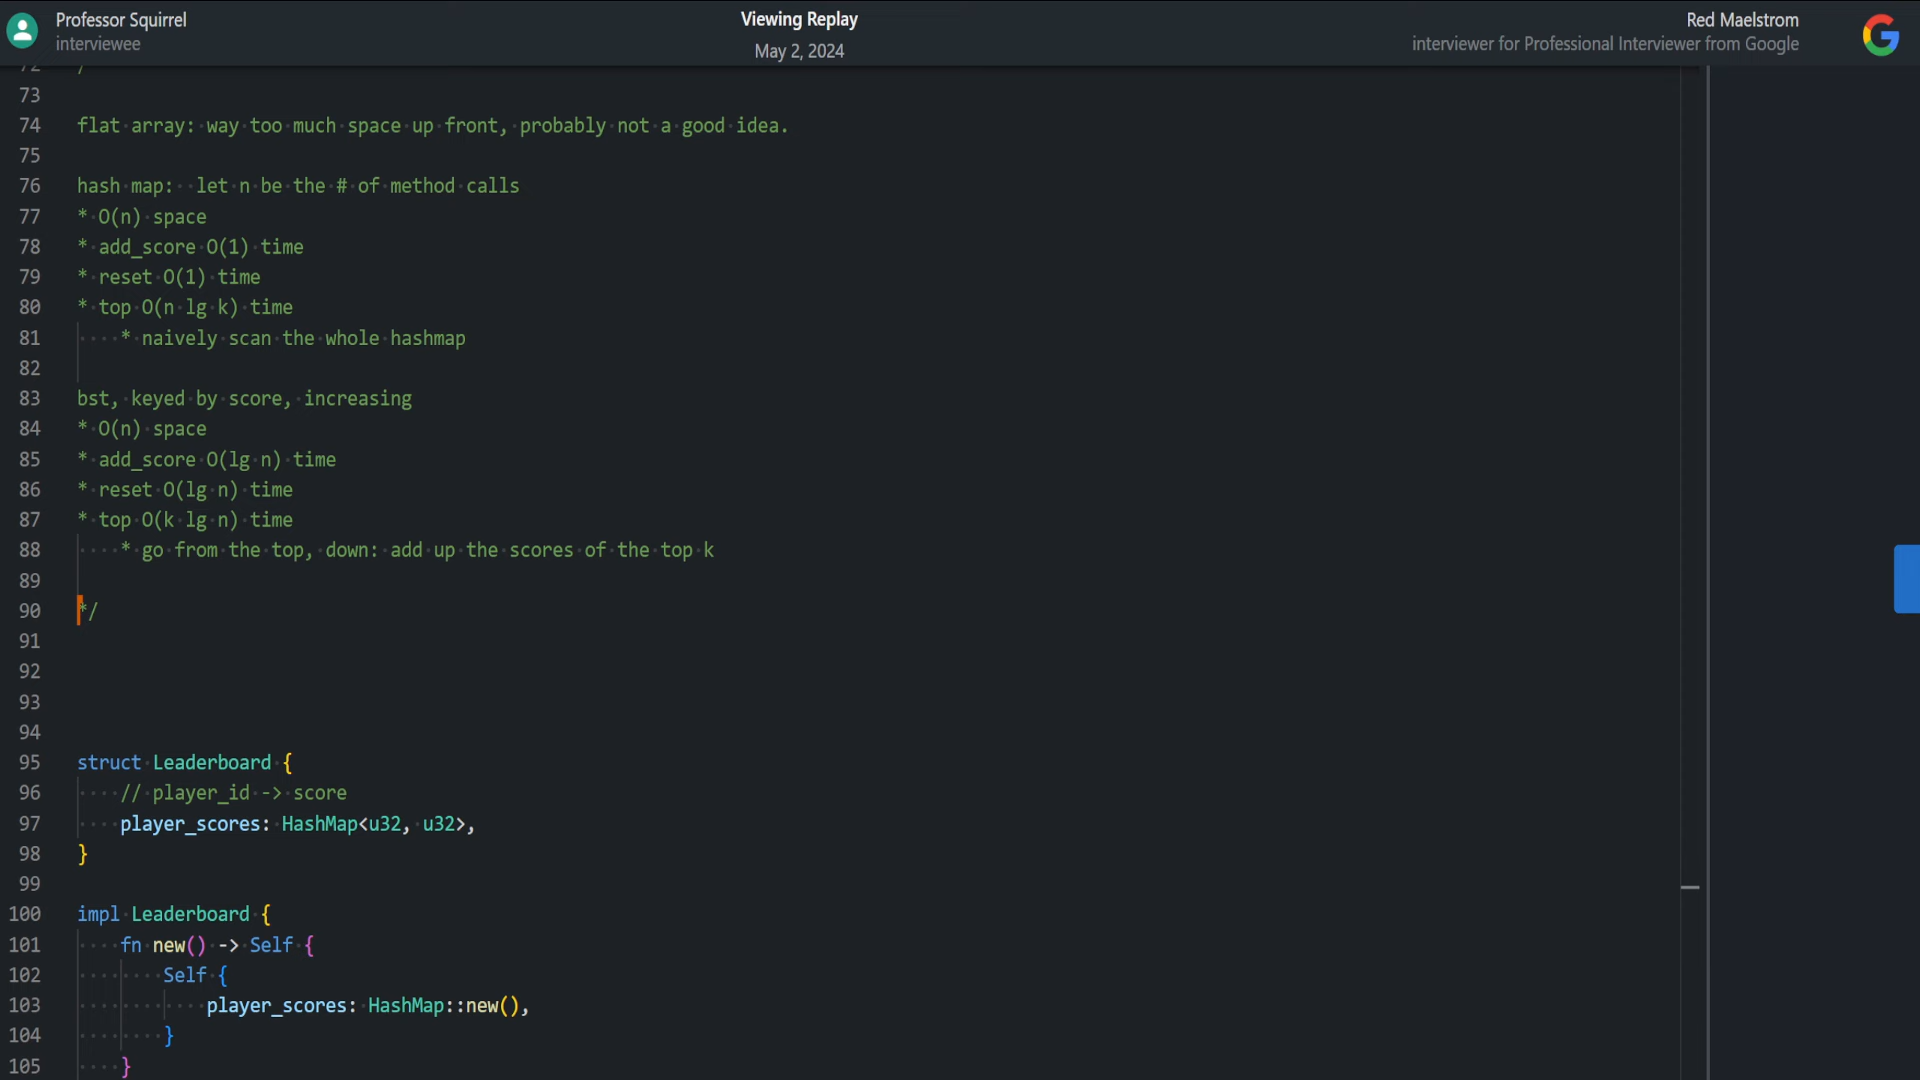 Professor Squirrel
interviewee
Viewing Replay
May 2, 2024
Red Maelstrom
interviewer for Professional Interviewer from Google
72 /
73
74 flat array: way too much space up front, probably not a good idea.
75
76 hash map:  let n be the # of method calls
77 * O(n) space
78 * add_score O(1) time
79 * reset O(1) time
80 * top O(n lg k) time
81     * naively scan the whole hashmap
82
83 bst, keyed by score, increasing
84 * O(n) space
85 * add_score O(lg n) time
86 * reset O(lg n) time
87 * top O(k lg n) time
88     * go from the top, down: add up the scores of the top k
89
90 */
91
92
93
94
95 struct Leaderboard {
96     // player_id -> score
97     player_scores: HashMap<u32, u32>,
98 }
99
100 impl Leaderboard {
101     fn new() -> Self {
102         Self {
103             player_scores: HashMap::new(),
104         }
105     }